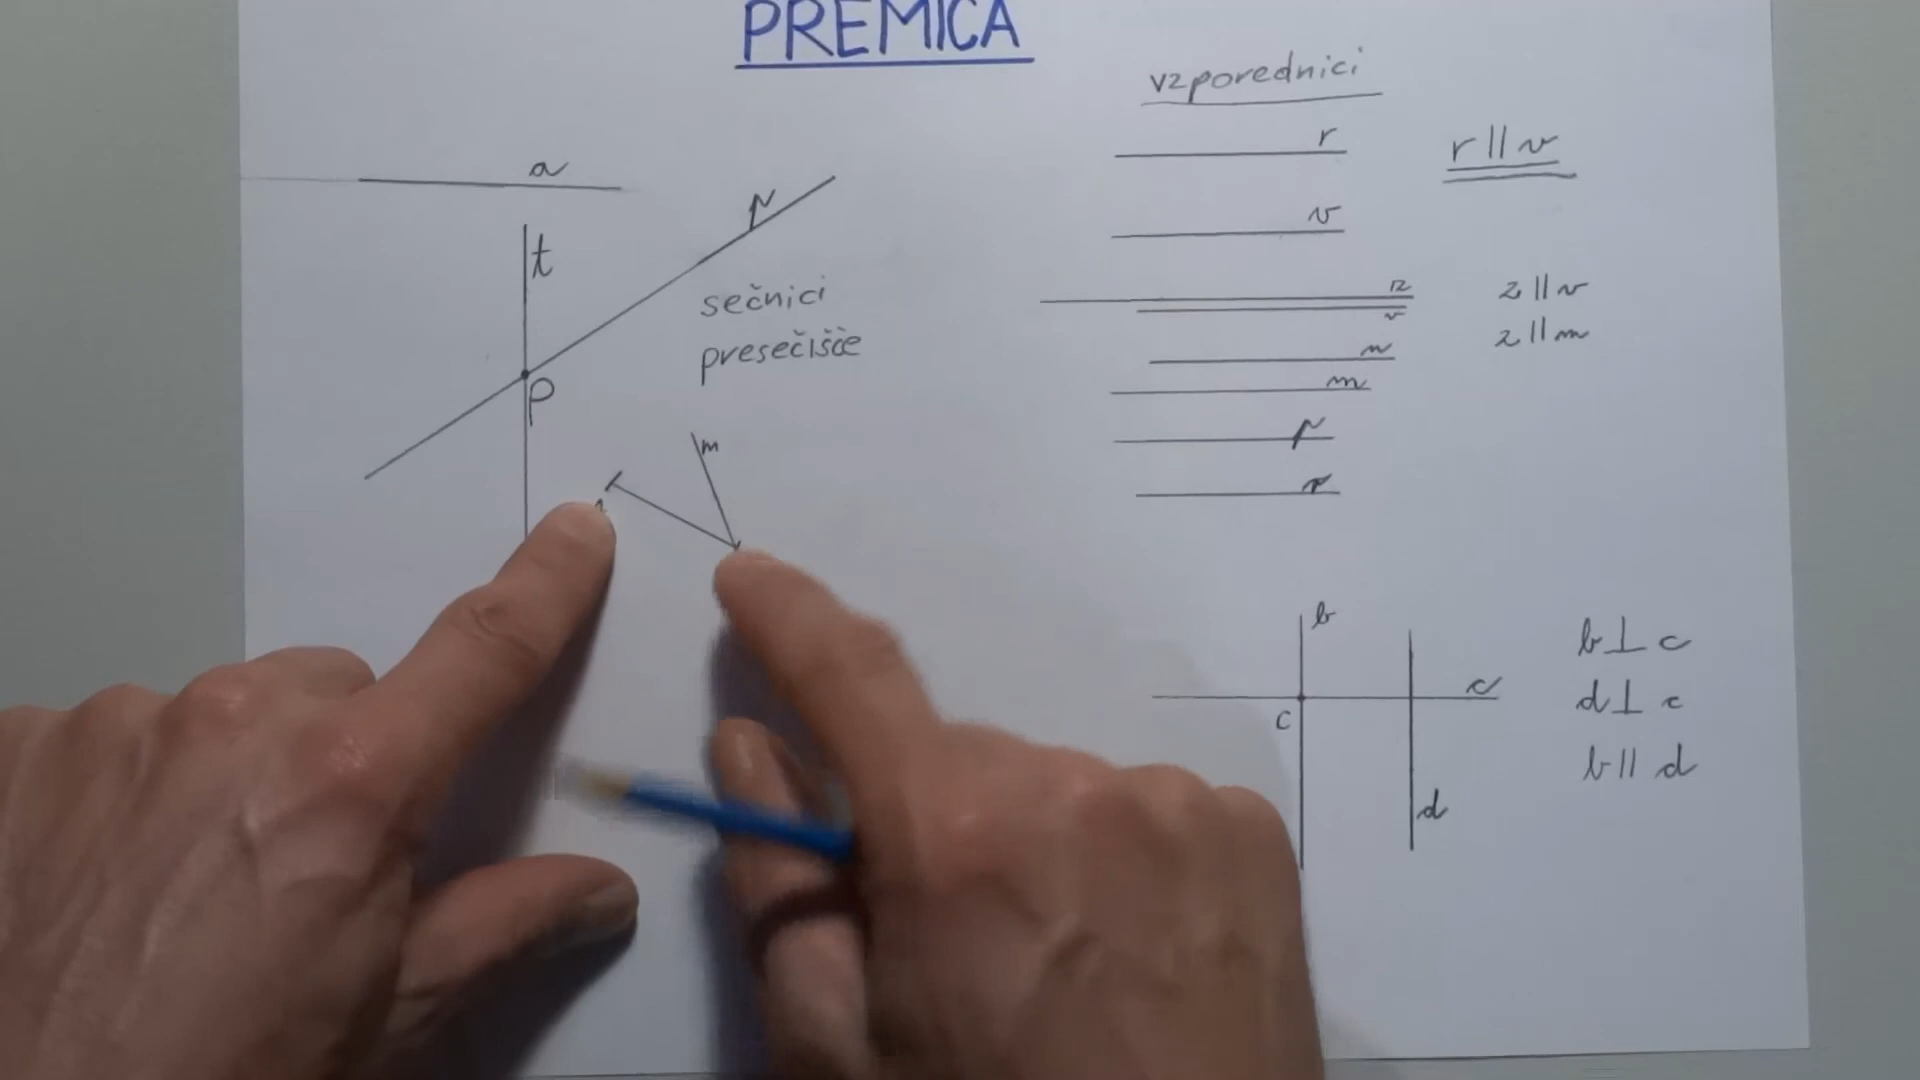 PREMICA
a
t
p
sečnici
presečišče
P
m
vzporednici
r
r || v
v
z
v
z || v
z || m
n
m
p
r
b
c
C
d
b ⊥ c
d ⊥ c
b || d